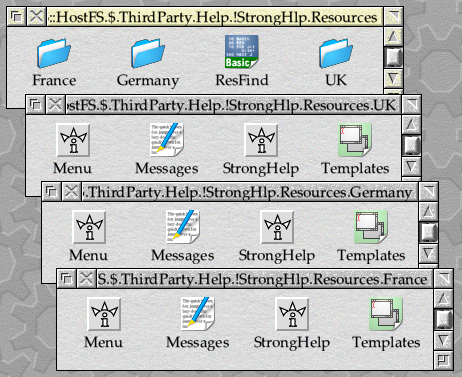 ::HostFS.$.ThirdParty.Help.!StrongHlp.Resources
France Germany ResFind UK
Basic
ostFS.$.ThirdParty.Help.!StrongHlp.Resources.UK
Menu Messages StrongHelp Templates
.ThirdParty.Help.!StrongHlp.Resources.Germany
Menu Messages StrongHelp Templates
S.$.ThirdParty.Help.!StrongHlp.Resources.France
Menu Messages StrongHelp Templates